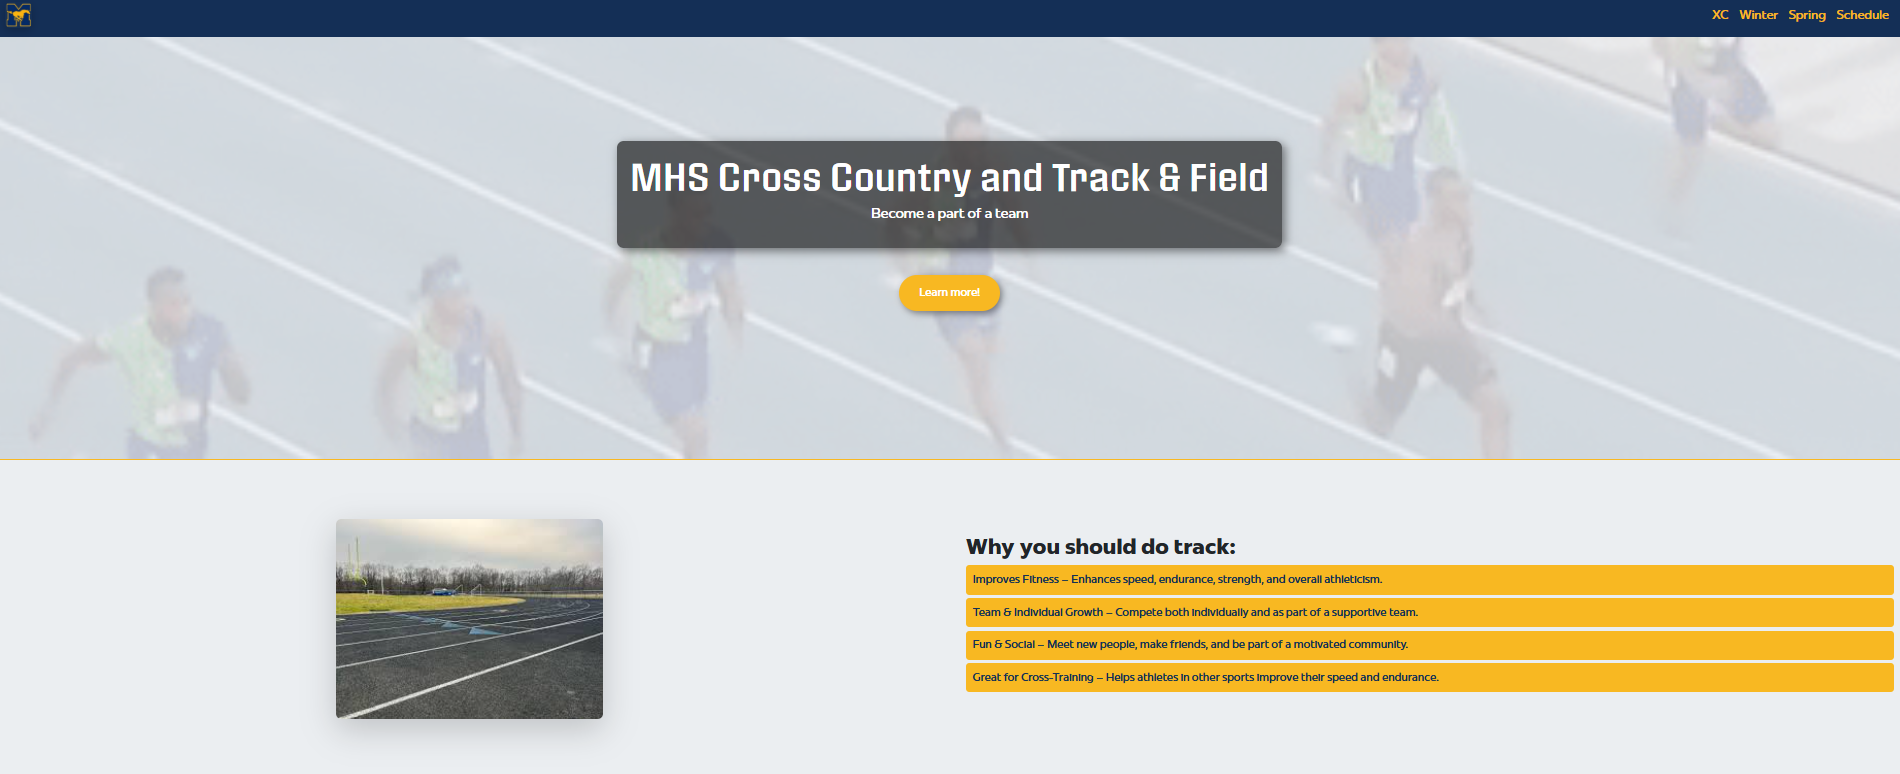 M
XC Winter Spring Schedule
MHS Cross Country and Track & Field
Become a part of a team
Learn more!
Why you should do track:
Improves Fitness – Enhances speed, endurance, strength, and overall athleticism.
Team & Individual Growth – Compete both individually and as part of a supportive team.
Fun & Social – Meet new people, make friends, and be part of a motivated community.
Great for Cross-Training – Helps athletes in other sports improve their speed and endurance.